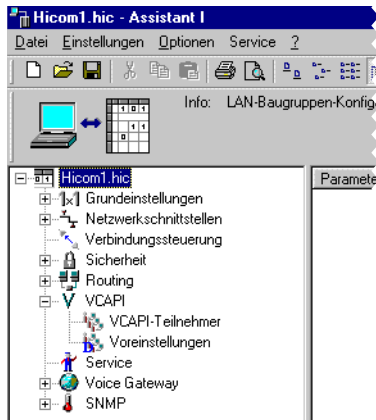 Hicom1.hic - Assistant I
Datei Einstellungen Optionen Service ?
Info: LAN-Baugruppen-Konfig
Hicom1.hic
Paramete
Grundeinstellungen
Netzwerkschnittstellen
Verbindungssteuerung
Sicherheit
Routing
VCAPI
VCAPI-Teilnehmer
Voreinstellungen
Service
Voice Gateway
SNMP